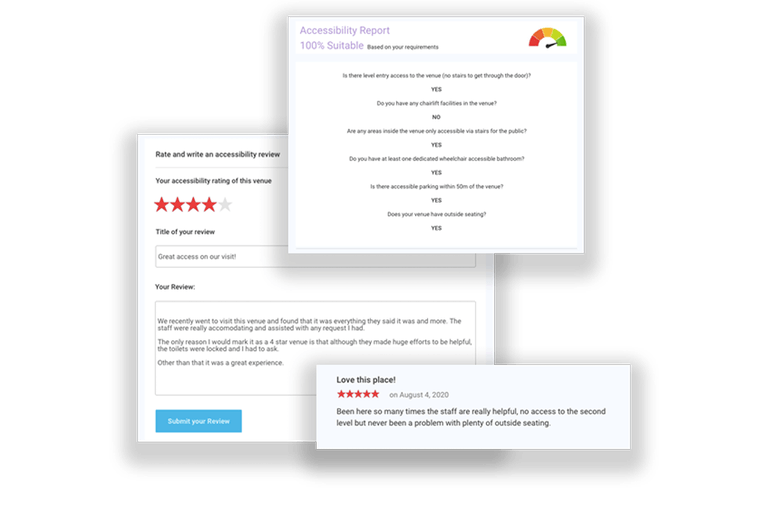 Accessibility Report
100% Suitable Based on your requirements
Is there level entry access to the venue (no stairs to get through the door)?
YES
Do you have any chairlift facilities in the venue?
NO
Are any areas inside the venue only accessible via stairs for the public?
YES
Do you have at least one dedicated wheelchair accessible bathroom?
YES
Is there accessible parking within 50m of the venue?
YES
Does your venue have outside seating?
YES
Rate and write an accessibility review
Your accessibility rating of this venue
Title of your review
Great access on our visit!
Your Review:
We recently went to visit this venue and found that it was everything they said it was and more. The
staff were really accomodating and assisted with any request I had.
The only reason I would mark it as a 4 star venue is that although they made huge efforts to be helpful,
the toilets were locked and I had to ask.
Other than that it was a great experience.
Submit your Review
Love this place!
on August 4, 2020
Been here so many times the staff are really helpful, no access to the second
level but never been a problem with plenty of outside seating.